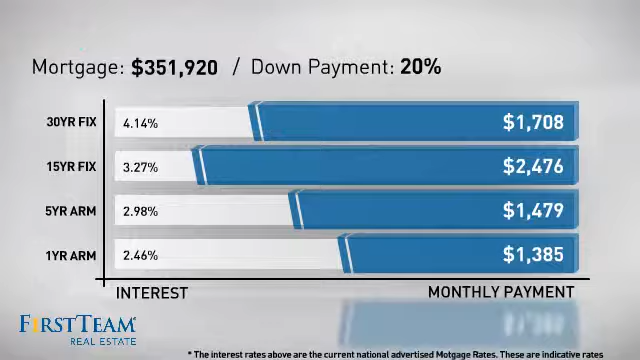 Mortgage: $351,920 / Down Payment: 20%
30YR FIX 4.14% $1,708
15YR FIX 3.27% $2,476
5YR ARM 2.98% $1,479
1YR ARM 2.46% $1,385
INTEREST MONTHLY PAYMENT
FIRSTTEAM®
REAL ESTATE
* The interest rates above are the current national advertised Motgage Rates. These are indicative rates